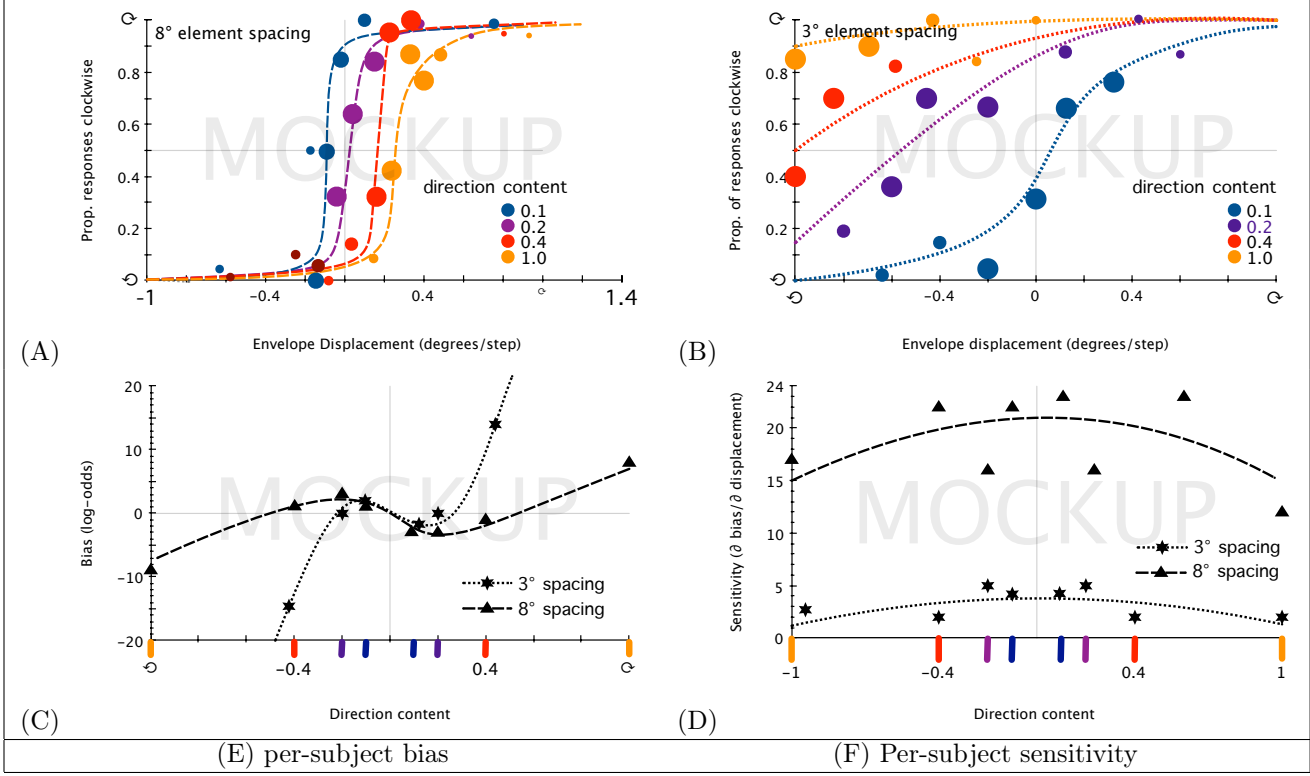 8° element spacing
MOCKUP
Prop. responses clockwise
0.8
0.6
0.4
0.2
direction content
0.1
0.2
0.4
1.0
-1
-0.4
0.4
1.4
Envelope Displacement (degrees/step)
(A)
3° element spacing
MOCKUP
Prop. of responses clockwise
0.8
0.6
0.4
0.2
direction content
0.1
0.2
0.4
1.0
-0.4
0
0.4
Envelope displacement (degrees/step)
(B)
MOCKUP
Bias (log-odds)
20
10
0
-10
-20
3° spacing
8° spacing
-0.4
0.4
Direction content
(C)
MOCKUP
Sensitivity (∂ bias/∂ displacement)
24
20
15
10
5
0
3° spacing
8° spacing
-1
-0.4
0.4
1
Direction content
(D)
(E) per-subject bias
(F) Per-subject sensitivity